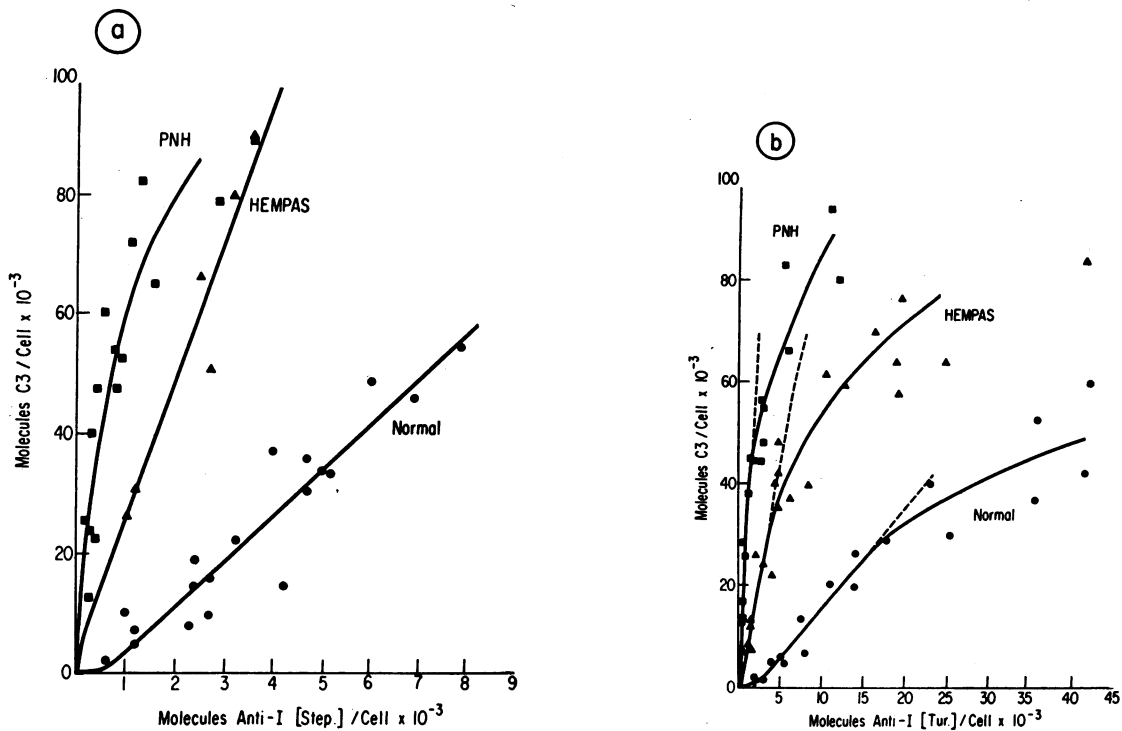 a
100
80
60
40
20
0
Molecules C3 / Cell x 10⁻³
PNH
HEMPAS
Normal
1 2 3 4 5 6 7 8 9
Molecules Anti-I [Step.] / Cell x 10⁻³
b
100
80
60
40
20
0
Molecules C3 / Cell x 10⁻³
PNH
HEMPAS
Normal
5 10 15 20 25 30 35 40 45
Molecules Anti-I [Tur.] / Cell x 10⁻³